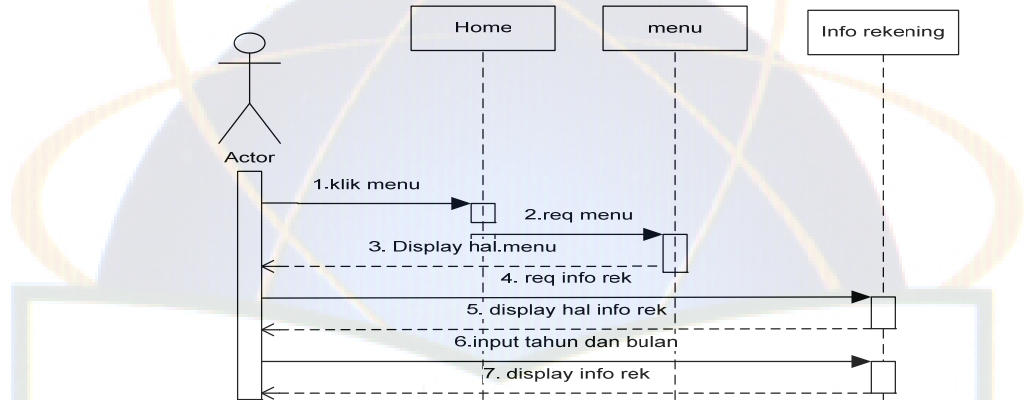 Home
menu
Info rekening
Actor
1.klik menu
2.req menu
3. Display hal.menu
4. req info rek
5. display hal info rek
6.input tahun dan bulan
7. display info rek